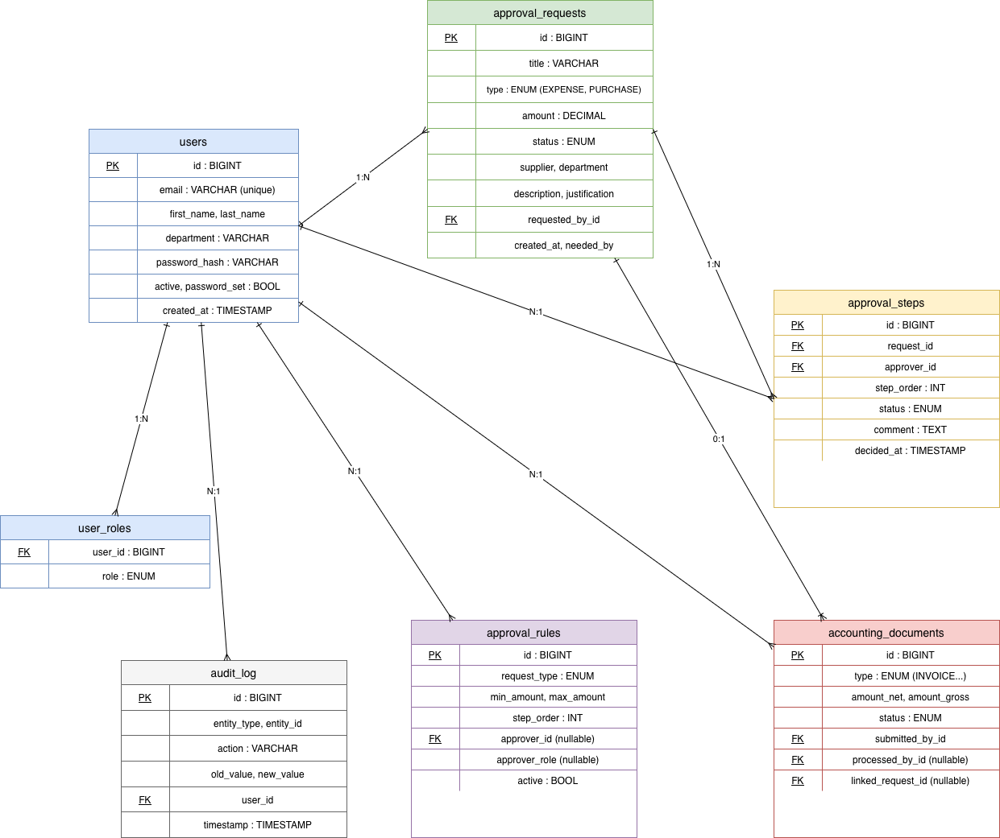 approval_requests
PK id : BIGINT
title : VARCHAR
type : ENUM (EXPENSE, PURCHASE)
amount : DECIMAL
status : ENUM
supplier, department
description, justification
FK requested_by_id
created_at, needed_by
users
PK id : BIGINT
email : VARCHAR (unique)
first_name, last_name
department : VARCHAR
password_hash : VARCHAR
active, password_set : BOOL
created_at : TIMESTAMP
1:N
1:N
N:1
approval_steps
PK id : BIGINT
FK request_id
FK approver_id
step_order : INT
status : ENUM
comment : TEXT
decided_at : TIMESTAMP
1:N
N:1
N:1
N:1
0:1
user_roles
FK user_id : BIGINT
role : ENUM
audit_log
PK id : BIGINT
entity_type, entity_id
action : VARCHAR
old_value, new_value
FK user_id
timestamp : TIMESTAMP
approval_rules
PK id : BIGINT
request_type : ENUM
min_amount, max_amount
step_order : INT
FK approver_id (nullable)
approver_role (nullable)
active : BOOL
accounting_documents
PK id : BIGINT
type : ENUM (INVOICE...)
amount_net, amount_gross
status : ENUM
FK submitted_by_id
FK processed_by_id (nullable)
FK linked_request_id (nullable)